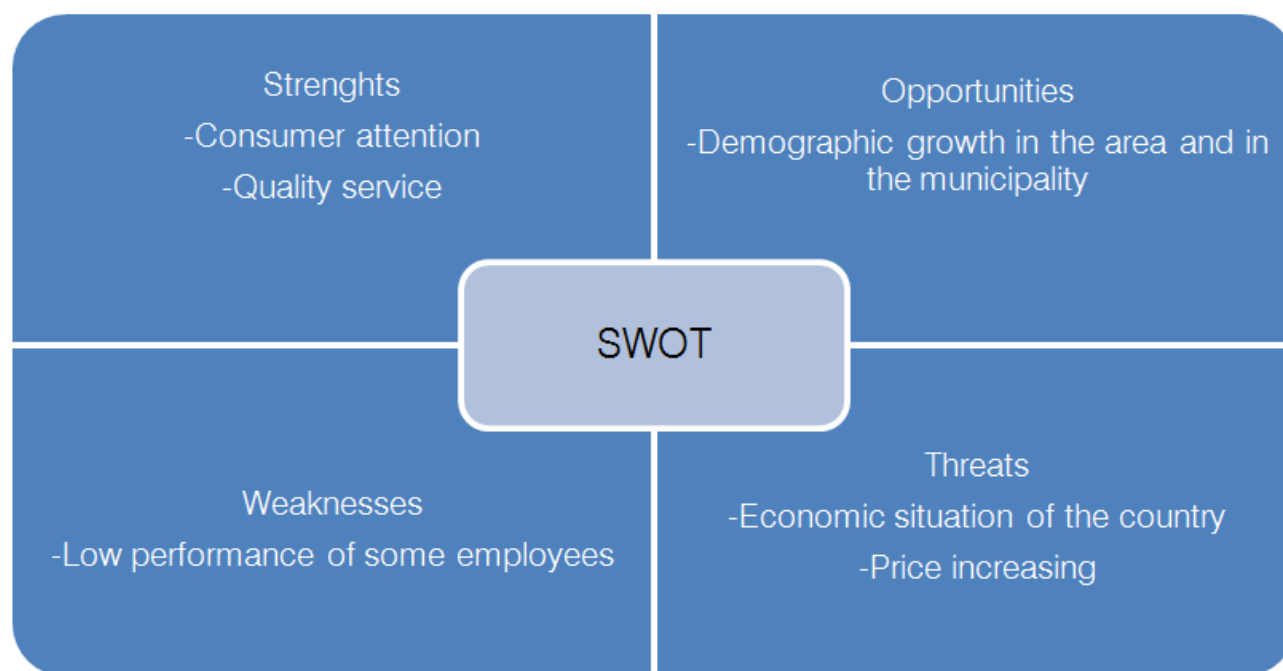 Strenghts
-Consumer attention
-Quality service
Opportunities
-Demographic growth in the area and in
the municipality
SWOT
Weaknesses
-Low performance of some employees
Threats
-Economic situation of the country
-Price increasing